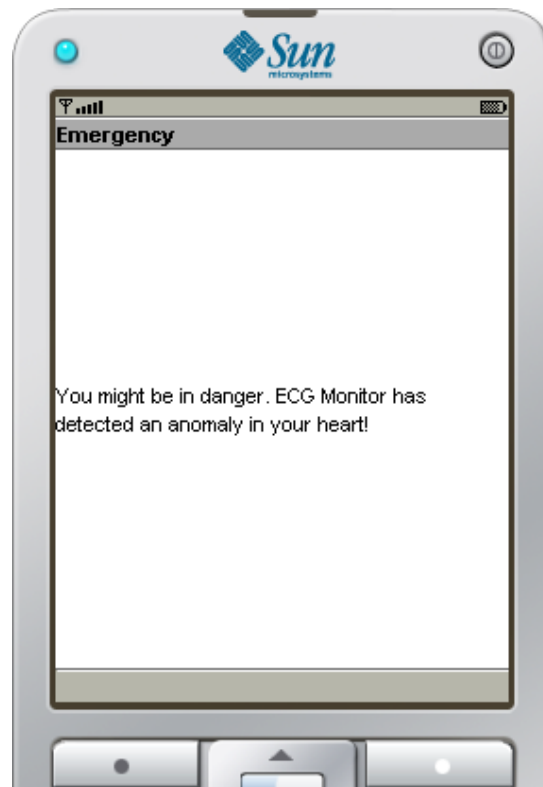 Sun
microsystems
Emergency
You might be in danger. ECG Monitor has
detected an anomaly in your heart!